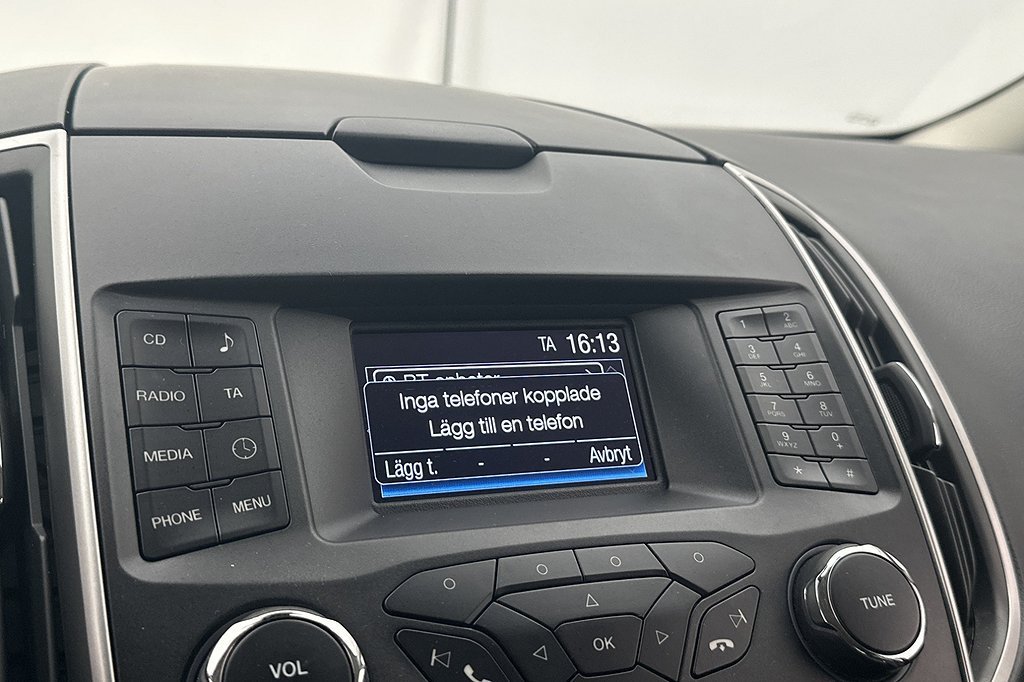 TA 16:13
BT-enheter
Inga telefoner kopplade
Lägg till en telefon
Lägg t. - - Avbryt
CD
RADIO TA
MEDIA
PHONE MENU
1 2 ABC
3 DEF 4 GHI
5 JKL 6 MNO
7 PQRS 8 TUV
9 WXYZ 0 +
* #
OK
VOL
TUNE